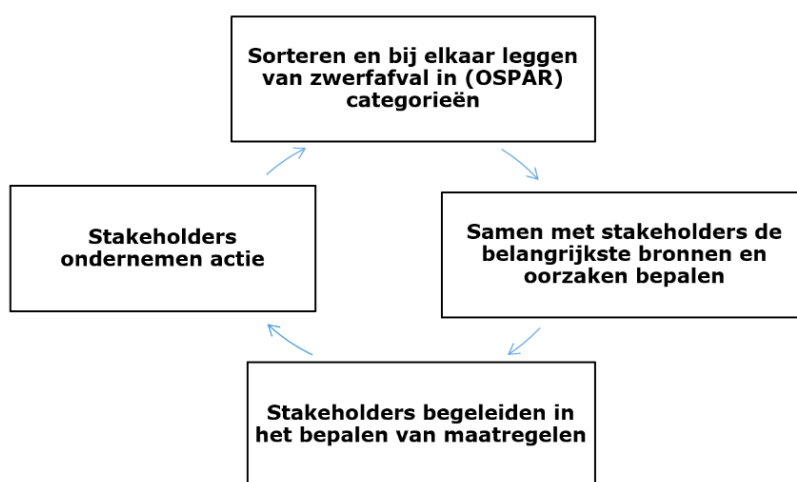 Sorteren en bij elkaar leggen
van zwerfafval in (OSPAR)
categorieën
Samen met stakeholders de
belangrijkste bronnen en
oorzaken bepalen
Stakeholders begeleiden in
het bepalen van maatregelen
Stakeholders
ondernemen actie